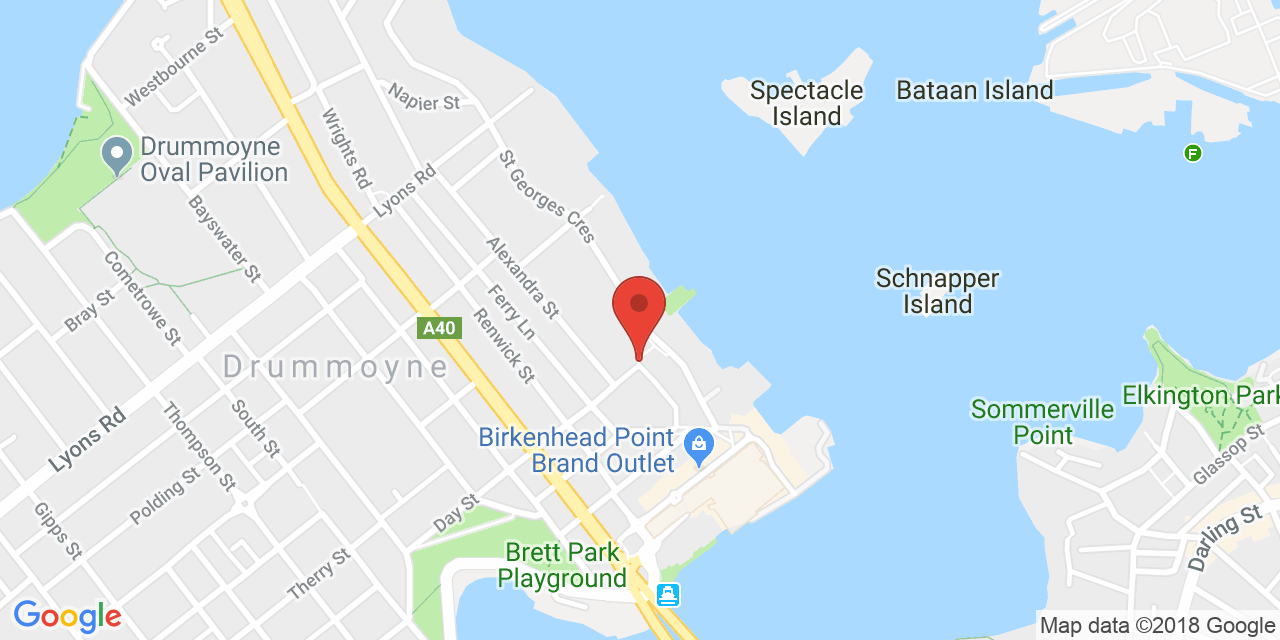 Westbourne St
Napier St
Spectacle
Island
Bataan Island
Drummoyne
Oval Pavilion
Wrights Rd
Lyons Rd
St Georges Cres
F
Bayswater St
Cometrowe St
Bray St
Alexandra St
Ferry Ln
Renwick St
Schnapper
Island
A40
Drummoyne
Elkington Park
Sommerville
Point
Lyons Rd
Thompson St
South St
Birkenhead Point
Brand Outlet
Glassop St
Polding St
Gipps St
Day St
Darling St
Therry St
Brett Park
Playground
Google
Map data ©2018 Google